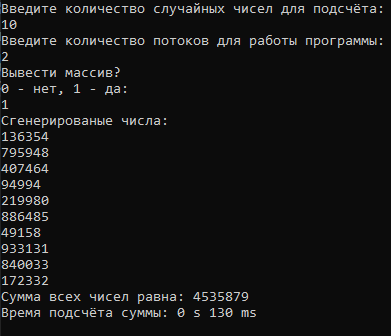 Введите количество случайных чисел для подсчёта:
10
Введите количество потоков для работы программы:
2
Вывести массив?
0 - нет, 1 - да:
1
Сгенерированые числа:
136354
795948
407464
94994
219980
886485
49158
933131
840033
172332
Сумма всех чисел равна: 4535879
Время подсчёта суммы: 0 s 130 ms